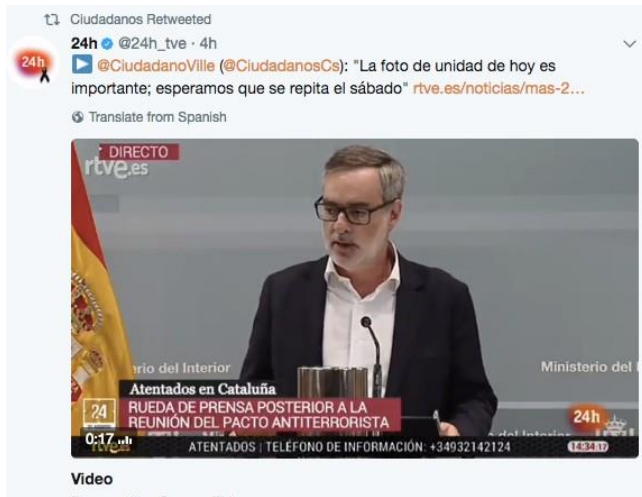 Ciudadanos Retweeted
24h @24h_tve · 4h
24h
@CiudadanoVille (@CiudadanosCs): "La foto de unidad de hoy es
importante; esperamos que se repita el sábado" rtve.es/noticias/mas-2…
Translate from Spanish
DIRECTO
rtve.es
erio del Interior
Ministerio del I
Atentados en Cataluña
24
RUEDA DE PRENSA POSTERIOR A LA
REUNIÓN DEL PACTO ANTITERRORISTA
24h
0:17
ATENTADOS | TELÉFONO DE INFORMACIÓN: +34932142124
14:34:17
Video